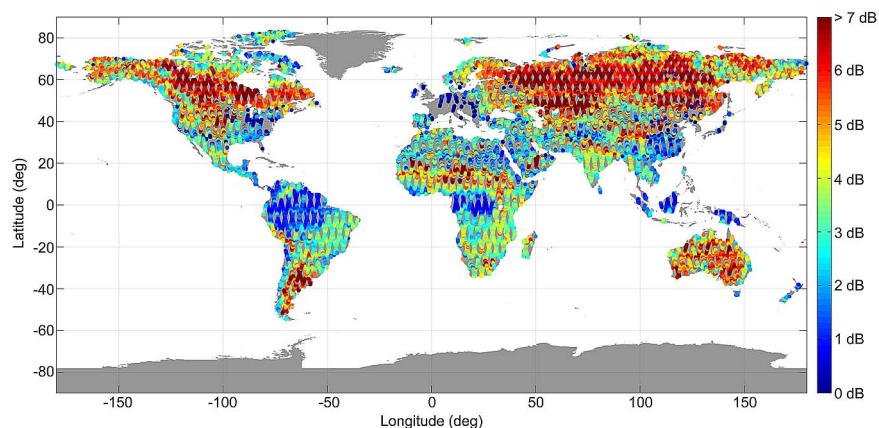 > 7 dB
6 dB
5 dB
4 dB
3 dB
2 dB
1 dB
0 dB
80
60
40
20
0
-20
-40
-60
-80
Latitude (deg)
-150
-100
-50
0
50
100
150
Longitude (deg)